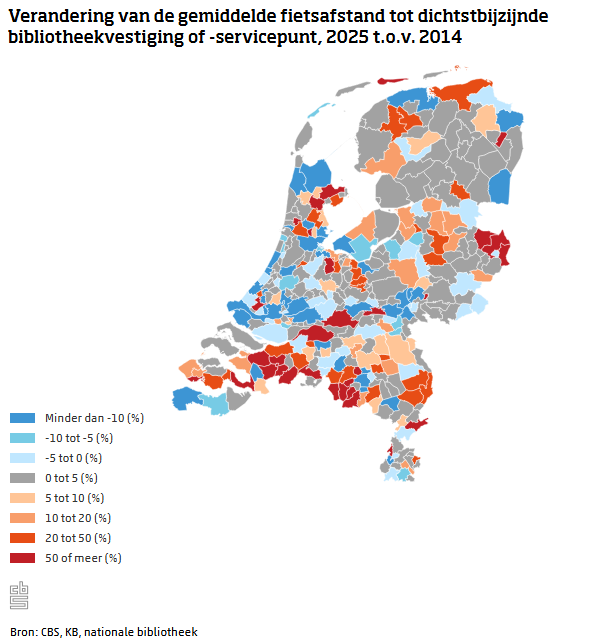 Verandering van de gemiddelde fietsafstand tot dichtstbijzijnde
bibliotheekvestiging of -servicepunt, 2025 t.o.v. 2014
Minder dan -10 (%)
-10 tot -5 (%)
-5 tot 0 (%)
0 tot 5 (%)
5 tot 10 (%)
10 tot 20 (%)
20 tot 50 (%)
50 of meer (%)
cbs
Bron: CBS, KB, nationale bibliotheek